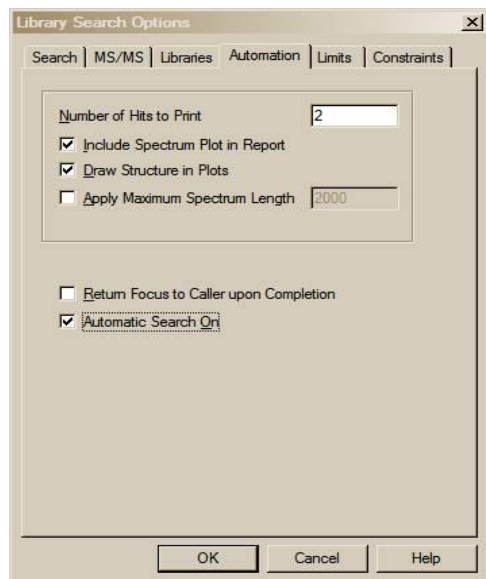 Library Search Options
Search MS/MS Libraries Automation Limits Constraints
Number of Hits to Print 2
Include Spectrum Plot in Report
Draw Structure in Plots
Apply Maximum Spectrum Length 2000
Return Focus to Caller upon Completion
Automatic Search On
OK Cancel Help